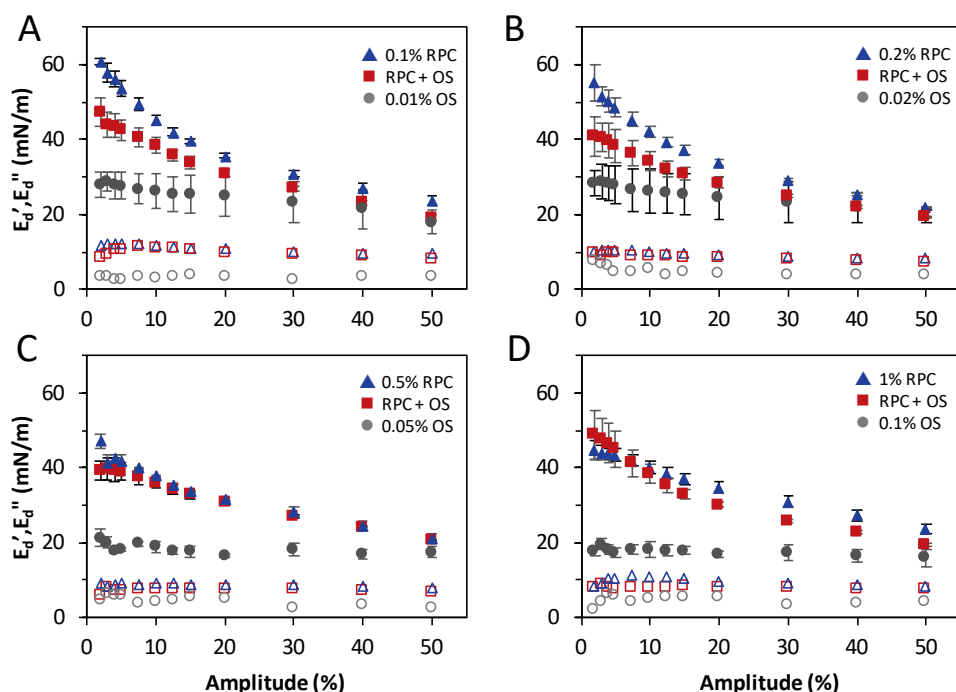 A
B
60
40
20
0
E_d′,E_d″ (mN/m)
0.1% RPC
RPC + OS
0.01% OS
0 10 20 30 40 50
60
40
20
0
0.2% RPC
RPC + OS
0.02% OS
0 10 20 30 40 50
C
D
60
40
20
0
E_d′,E_d″ (mN/m)
0.5% RPC
RPC + OS
0.05% OS
0 10 20 30 40 50
Amplitude (%)
60
40
20
0
1% RPC
RPC + OS
0.1% OS
0 10 20 30 40 50
Amplitude (%)